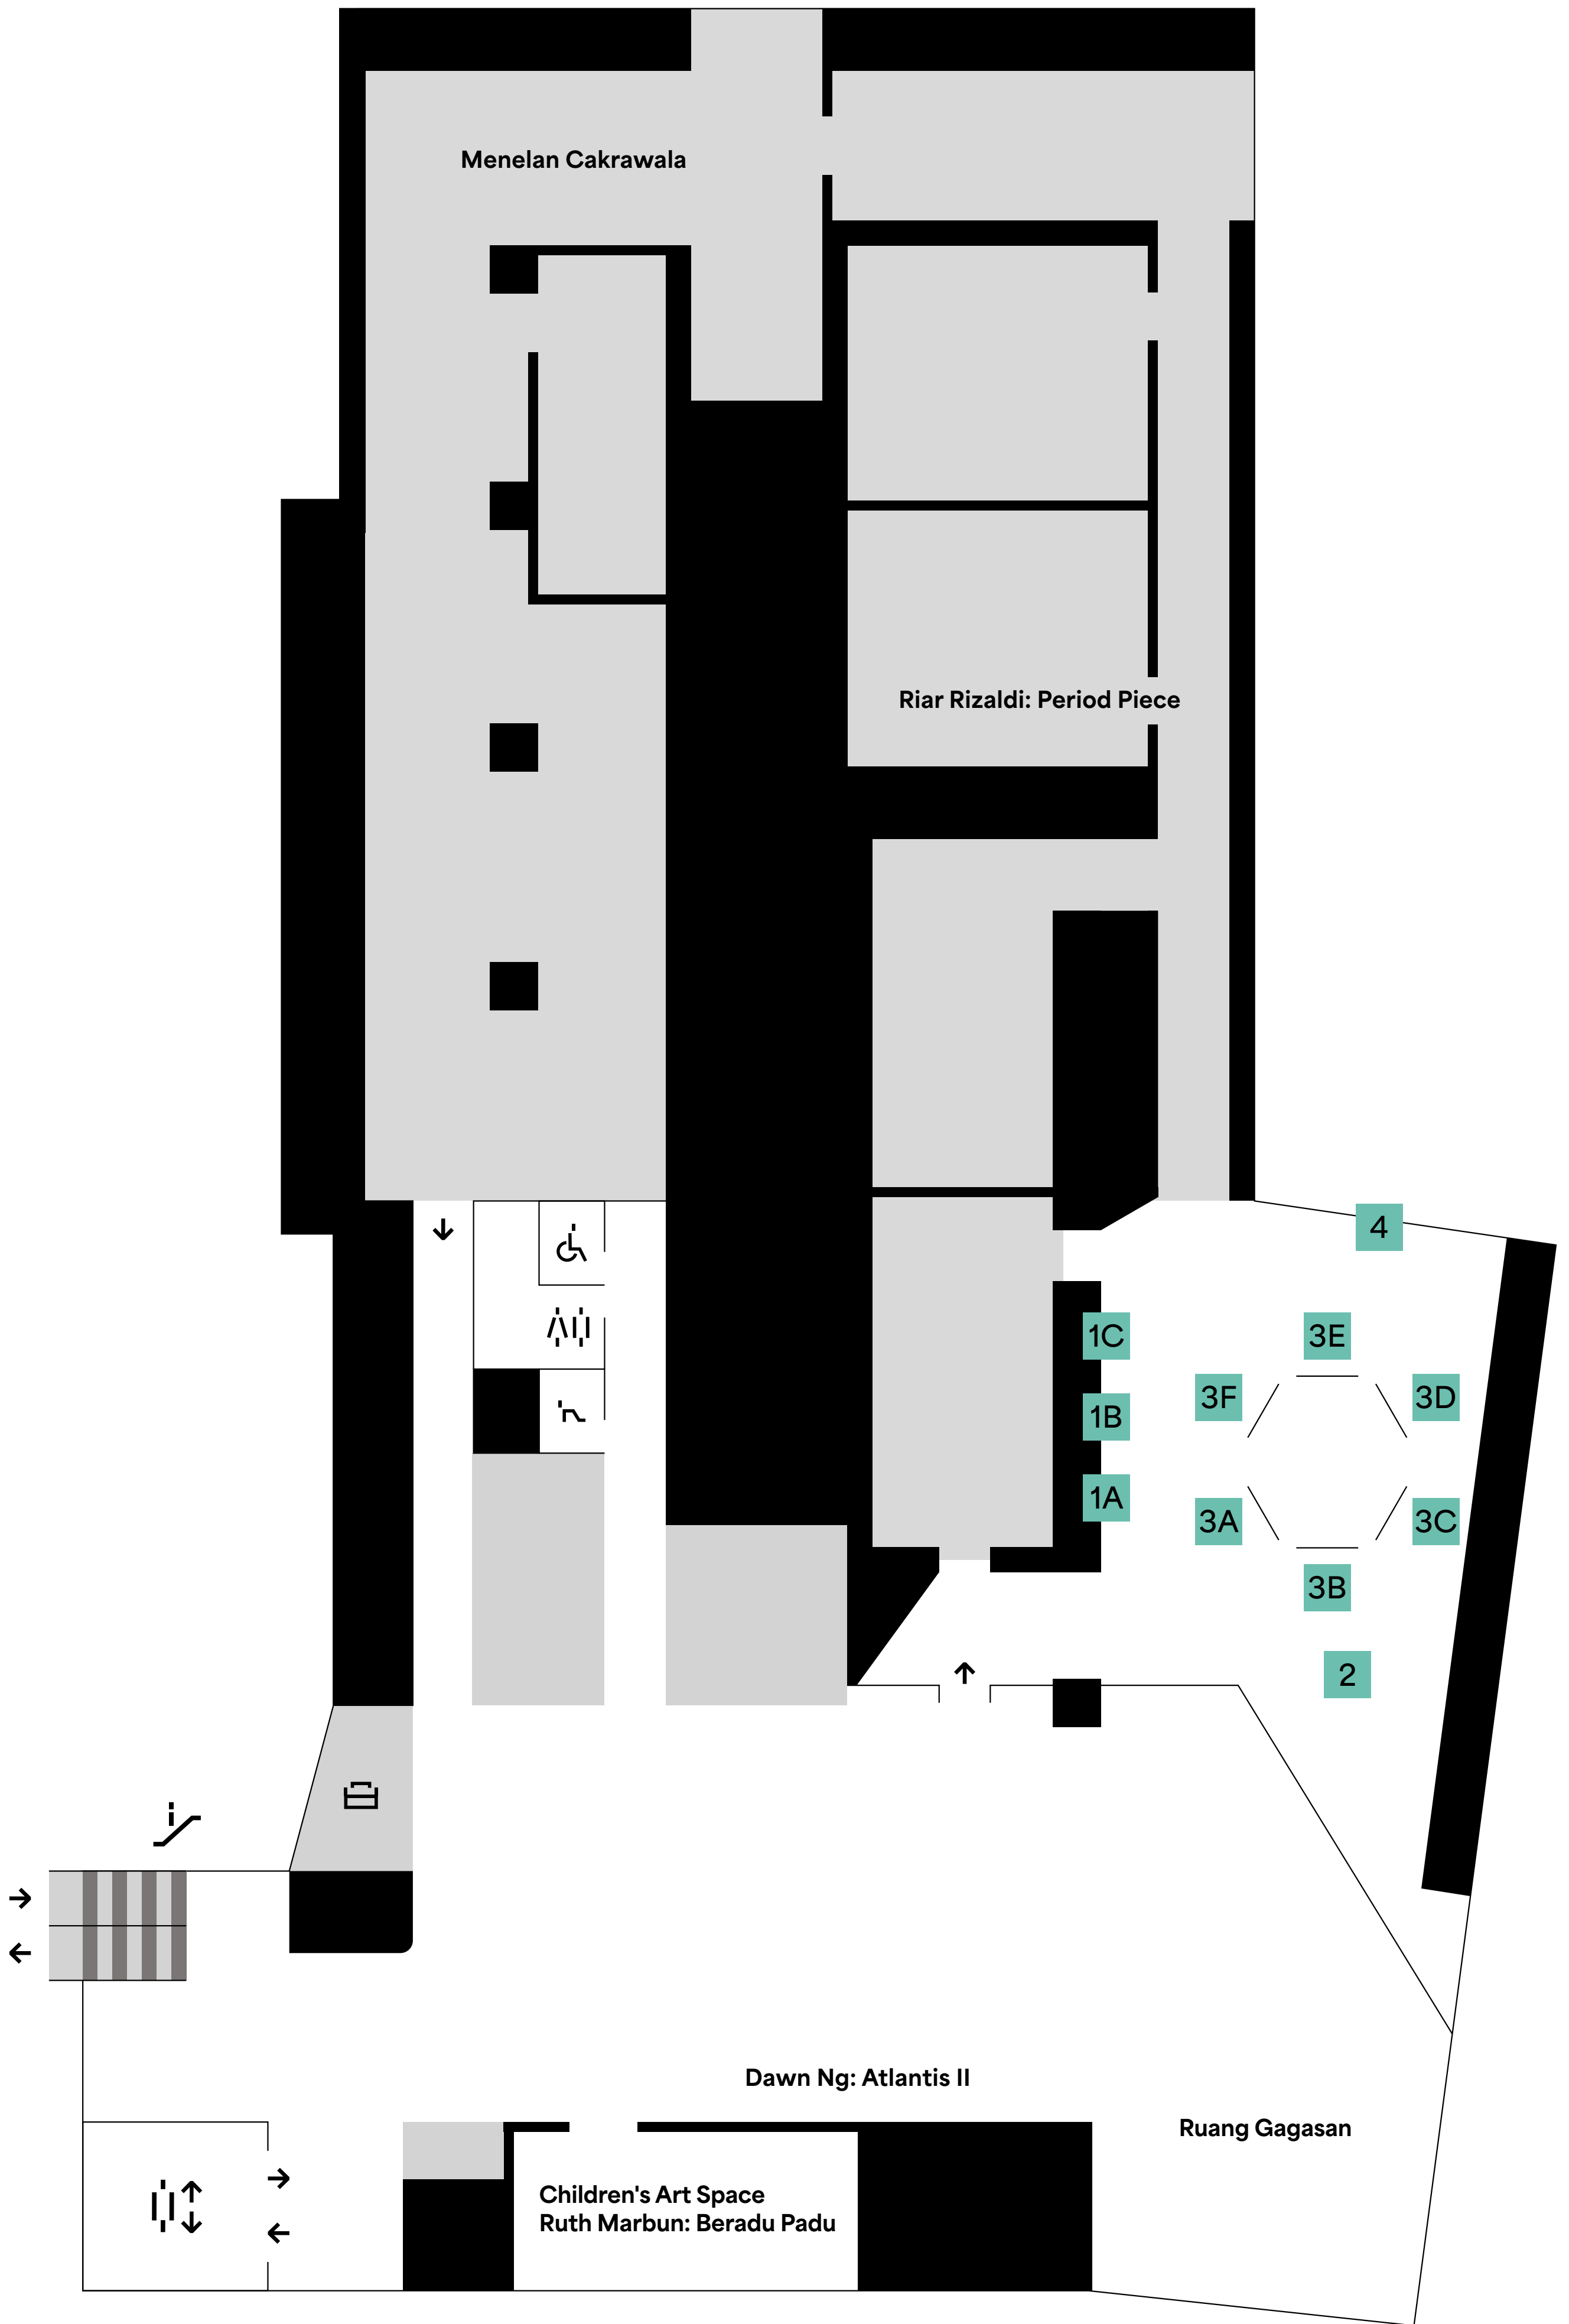 Menelan Cakrawala
Riar Rizaldi: Period Piece
4
1C
3E
3F
3D
1B
1A
3A
3C
3B
2
Dawn Ng: Atlantis II
Ruang Gagasan
Children's Art Space
Ruth Marbun: Beradu Padu